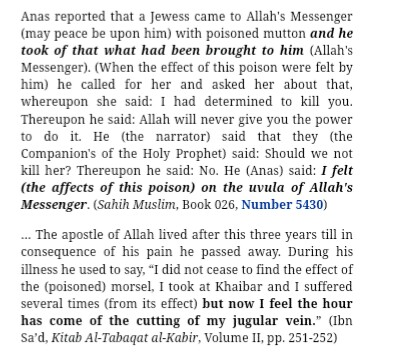 Anas reported that a Jewess came to Allah's Messenger
(may peace be upon him) with poisoned mutton and he
took of that what had been brought to him (Allah's
Messenger). (When the effect of this poison were felt by
him) he called for her and asked her about that,
whereupon she said: I had determined to kill you.
Thereupon he said: Allah will never give you the power
to do it. He (the narrator) said that they (the
Companion's of the Holy Prophet) said: Should we not
kill her? Thereupon he said: No. He (Anas) said: I felt
(the affects of this poison) on the uvula of Allah's
Messenger. (Sahih Muslim, Book 026, Number 5430)
... The apostle of Allah lived after this three years till in
consequence of his pain he passed away. During his
illness he used to say, "I did not cease to find the effect of
the (poisoned) morsel, I took at Khaibar and I suffered
several times (from its effect) but now I feel the hour
has come of the cutting of my jugular vein." (Ibn
Sa'd, Kitab Al-Tabaqat al-Kabir, Volume II, pp. 251-252)